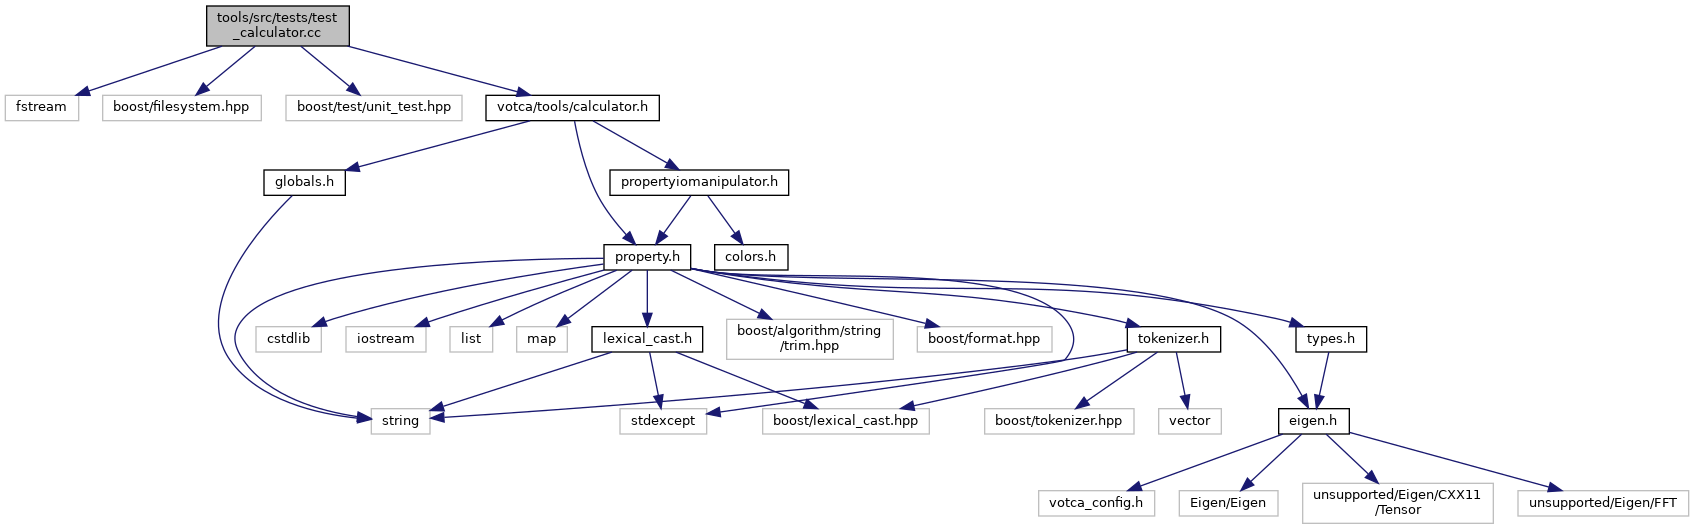 tools/src/tests/test
_calculator.cc
fstream
boost/filesystem.hpp
boost/test/unit_test.hpp
votca/tools/calculator.h
globals.h
propertyiomanipulator.h
property.h
colors.h
cstdlib
iostream
list
map
lexical_cast.h
boost/algorithm/string
/trim.hpp
boost/format.hpp
tokenizer.h
types.h
string
stdexcept
boost/lexical_cast.hpp
boost/tokenizer.hpp
vector
eigen.h
votca_config.h
Eigen/Eigen
unsupported/Eigen/CXX11
/Tensor
unsupported/Eigen/FFT